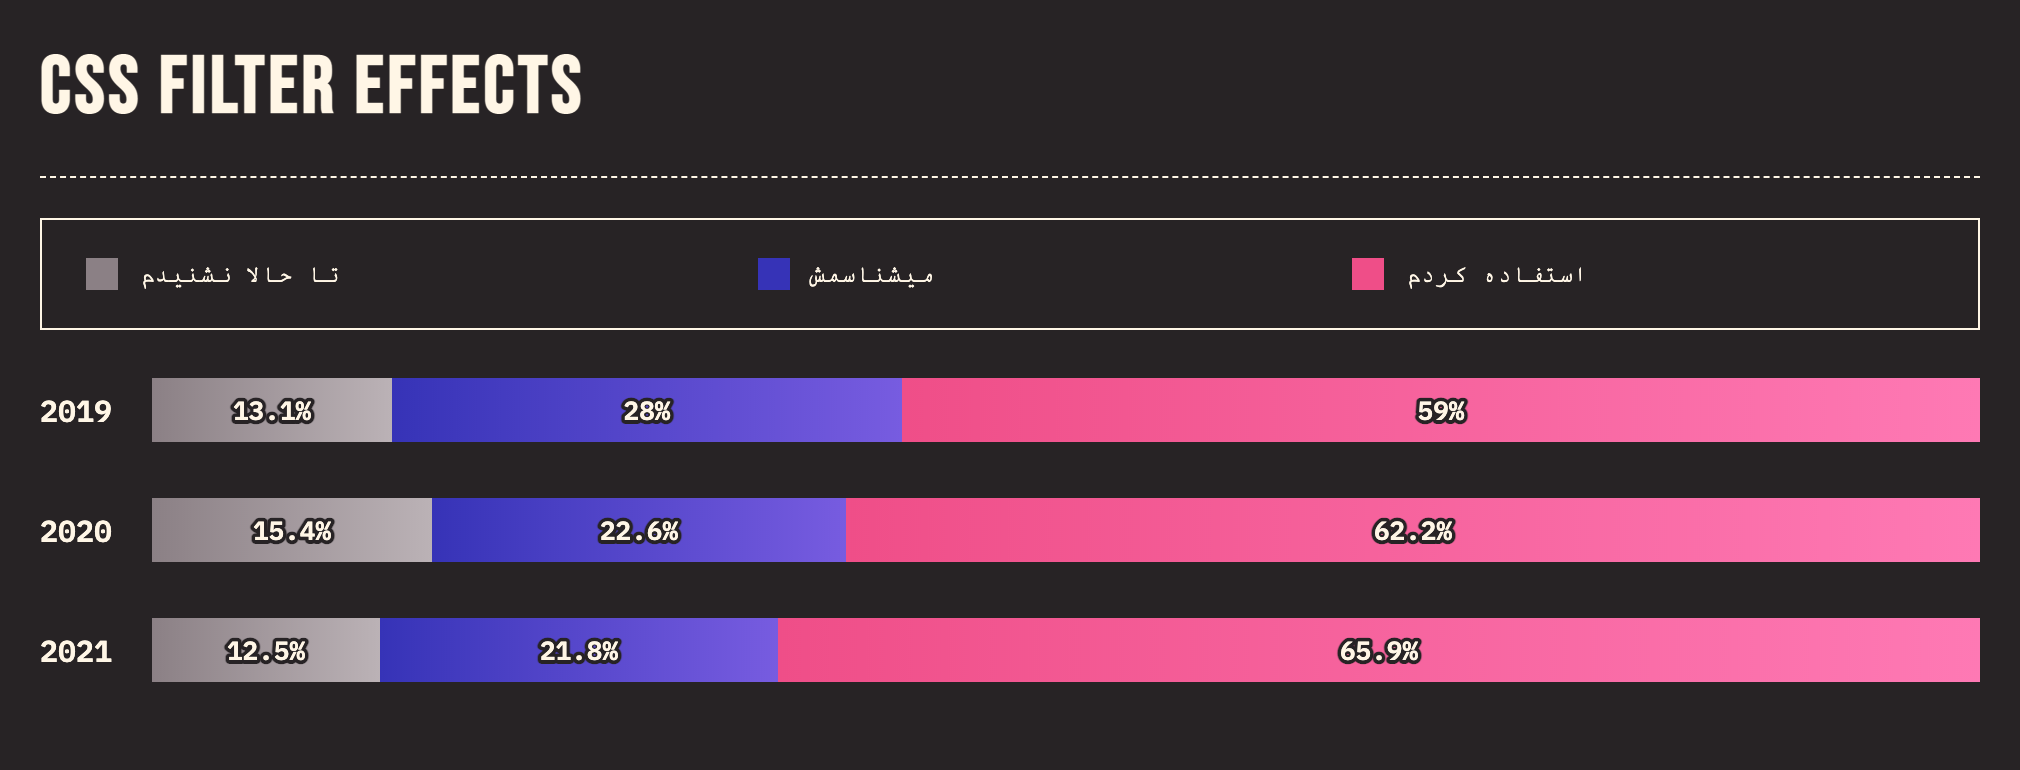 CSS FILTER EFFECTS
تا حالا نشنیدم
میشناسمش
استفاده کردم
2019 13.1% 28% 59%
2020 15.4% 22.6% 62.2%
2021 12.5% 21.8% 65.9%